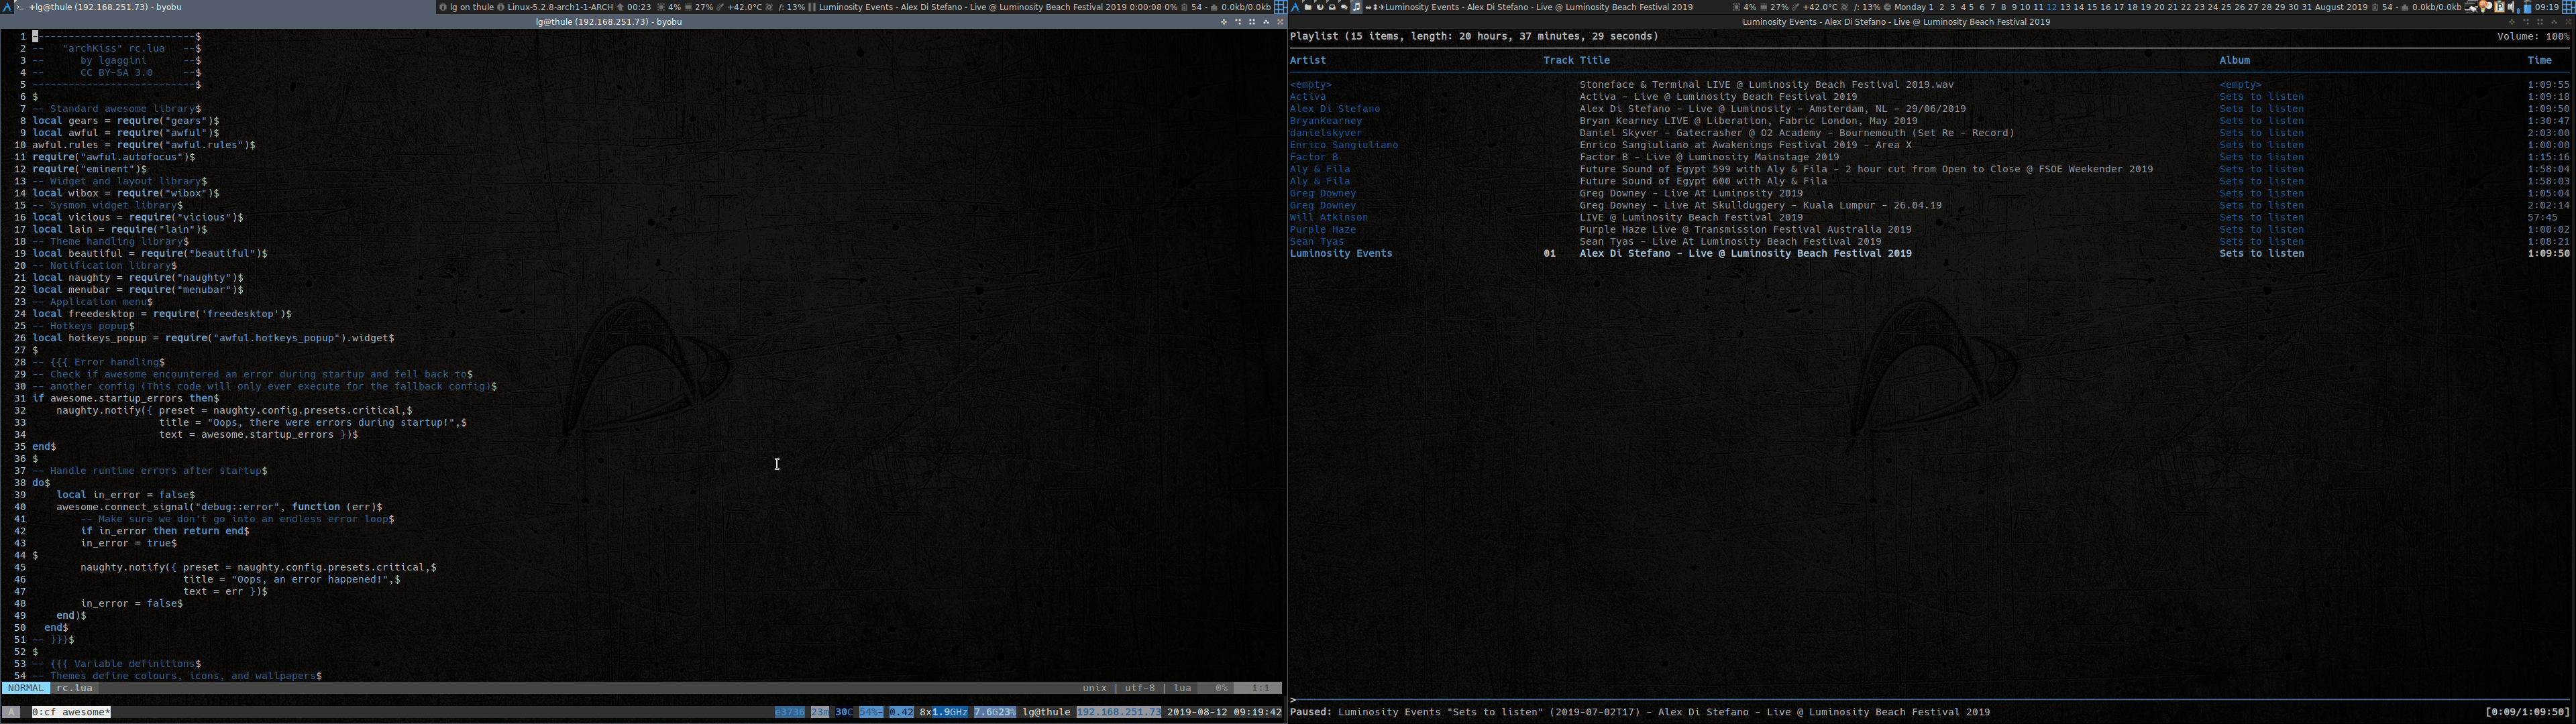 +lg@thule (192.168.251.73) - byobu
lg on thule Linux-5.2.8-arch1-1-ARCH 00:23 4% 27% +42.0°C /: 13% Luminosity Events - Alex Di Stefano - Live @ Luminosity Beach Festival 2019 0:00:08 0% 54 - 0.0kb/0.0kb
lg@thule (192.168.251.73) - byobu
1 --------------------------$
2 --   "archKiss" rc.lua    --$
3 --      by lgaggini     --$
4 --      CC BY-SA 3.0     --$
5 --------------------------$
6 $
7 -- Standard awesome library$
8 local gears = require("gears")$
9 local awful = require("awful")$
10 awful.rules = require("awful.rules")$
11 require("awful.autofocus")$
12 require("eminent")$
13 -- Widget and layout library$
14 local wibox = require("wibox")$
15 -- Sysmon widget library$
16 local vicious = require("vicious")$
17 local lain = require("lain")$
18 -- Theme handling library$
19 local beautiful = require("beautiful")$
20 -- Notification library$
21 local naughty = require("naughty")$
22 local menubar = require("menubar")$
23 -- Application menu$
24 local freedesktop = require('freedesktop')$
25 -- Hotkeys popup$
26 local hotkeys_popup = require("awful.hotkeys_popup").widget$
27 $
28 -- {{{ Error handling$
29 -- Check if awesome encountered an error during startup and fell back to$
30 -- another config (This code will only ever execute for the fallback config)$
31 if awesome.startup_errors then$
32     naughty.notify({ preset = naughty.config.presets.critical,$
33                      title = "Oops, there were errors during startup!",$
34                      text = awesome.startup_errors })$
35 end$
36 $
37 -- Handle runtime errors after startup$
38 do$
39     local in_error = false$
40     awesome.connect_signal("debug::error", function (err)$
41         -- Make sure we don't go into an endless error loop$
42         if in_error then return end$
43         in_error = true$
44 $
45         naughty.notify({ preset = naughty.config.presets.critical,$
46                          title = "Oops, an error happened!",$
47                          text = err })$
48         in_error = false$
49     end)$
50   end$
51 -- }}}$
52 $
53 -- {{{ Variable definitions$
54 -- Themes define colours, icons, and wallpapers$
NORMAL rc.lua unix | utf-8 | lua 0% 1:1
A 0:cf awesome* e3736 23m 30C 54%- 0.42 8x1.9GHz 7.6G23% lg@thule 192.168.251.73 2019-08-12 09:19:42
Luminosity Events - Alex Di Stefano - Live @ Luminosity Beach Festival 2019 4% 27% +42.0°C /: 13% Monday 1 2 3 4 5 6 7 8 9 10 11 12 13 14 15 16 17 18 19 20 21 22 23 24 25 26 27 28 29 30 31 August 2019 54 - 0.0kb/0.0kb 09:19
Luminosity Events - Alex Di Stefano - Live @ Luminosity Beach Festival 2019
Playlist (15 items, length: 20 hours, 37 minutes, 29 seconds) Volume: 100%
Artist Track Title Album Time
<empty> Stoneface & Terminal LIVE @ Luminosity Beach Festival 2019.wav <empty> 1:09:55
Activa Activa - Live @ Luminosity Beach Festival 2019 Sets to listen 1:09:18
Alex Di Stefano Alex Di Stefano - Live @ Luminosity - Amsterdam, NL - 29/06/2019 Sets to listen 1:09:50
BryanKearney Bryan Kearney LIVE @ Liberation, Fabric London, May 2019 Sets to listen 1:30:47
danielskyver Daniel Skyver - Gatecrasher @ O2 Academy - Bournemouth (Set Re - Record) Sets to listen 2:03:00
Enrico Sangiuliano Enrico Sangiuliano at Awakenings Festival 2019 - Area X Sets to listen 1:00:00
Factor B Factor B - Live @ Luminosity Mainstage 2019 Sets to listen 1:15:16
Aly & Fila Future Sound of Egypt 599 with Aly & Fila - 2 hour cut from Open to Close @ FSOE Weekender 2019 Sets to listen 1:58:04
Aly & Fila Future Sound of Egypt 600 with Aly & Fila Sets to listen 1:58:03
Greg Downey Greg Downey - Live At Luminosity 2019 Sets to listen 1:05:04
Greg Downey Greg Downey - Live At Skullduggery - Kuala Lumpur - 26.04.19 Sets to listen 2:02:14
Will Atkinson LIVE @ Luminosity Beach Festival 2019 Sets to listen 57:45
Purple Haze Purple Haze Live @ Transmission Festival Australia 2019 Sets to listen 1:00:02
Sean Tyas Sean Tyas - Live At Luminosity Beach Festival 2019 Sets to listen 1:08:21
Luminosity Events 01 Alex Di Stefano - Live @ Luminosity Beach Festival 2019 Sets to listen 1:09:50
Paused: Luminosity Events "Sets to listen" (2019-07-02T17) - Alex Di Stefano - Live @ Luminosity Beach Festival 2019 [0:09/1:09:50]